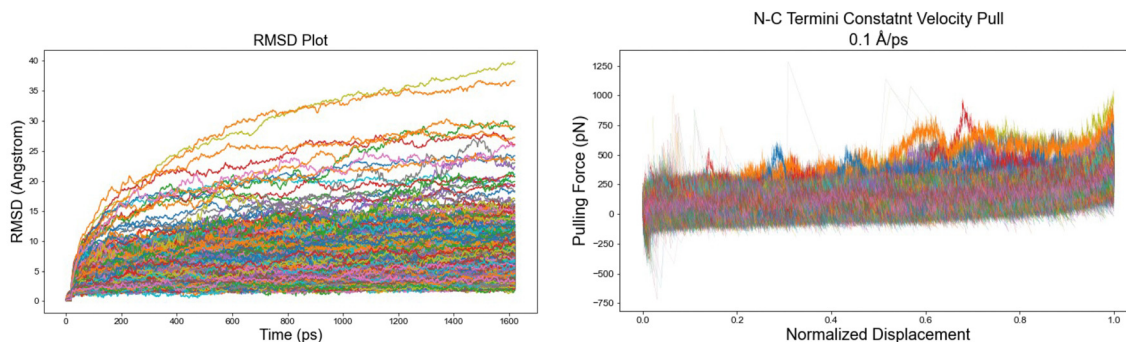 RMSD Plot
40
35
30
25
20
15
10
5
0
RMSD (Angstrom)
0 200 400 600 800 1000 1200 1400 1600
Time (ps)
N-C Termini Constatnt Velocity Pull
0.1 Å/ps
1250
1000
750
500
250
0
-250
-500
-750
Pulling Force (pN)
0.0 0.2 0.4 0.6 0.8 1.0
Normalized Displacement